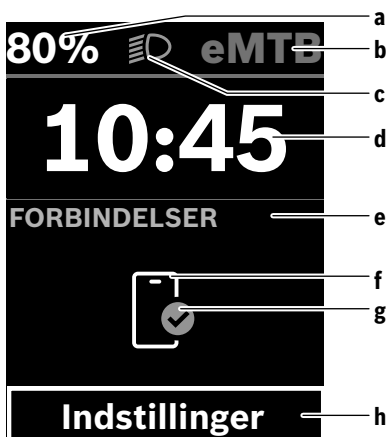 80% eMTB
10:45
FORBINDELSER
Indstillinger
a
b
c
d
e
f
g
h